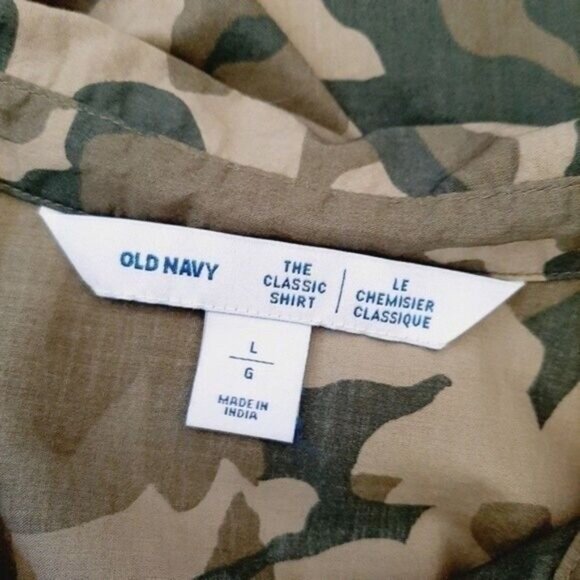 OLD NAVY
THE
CLASSIC
SHIRT
LE
CHEMISIER
CLASSIQUE
L
G
MADE IN
INDIA